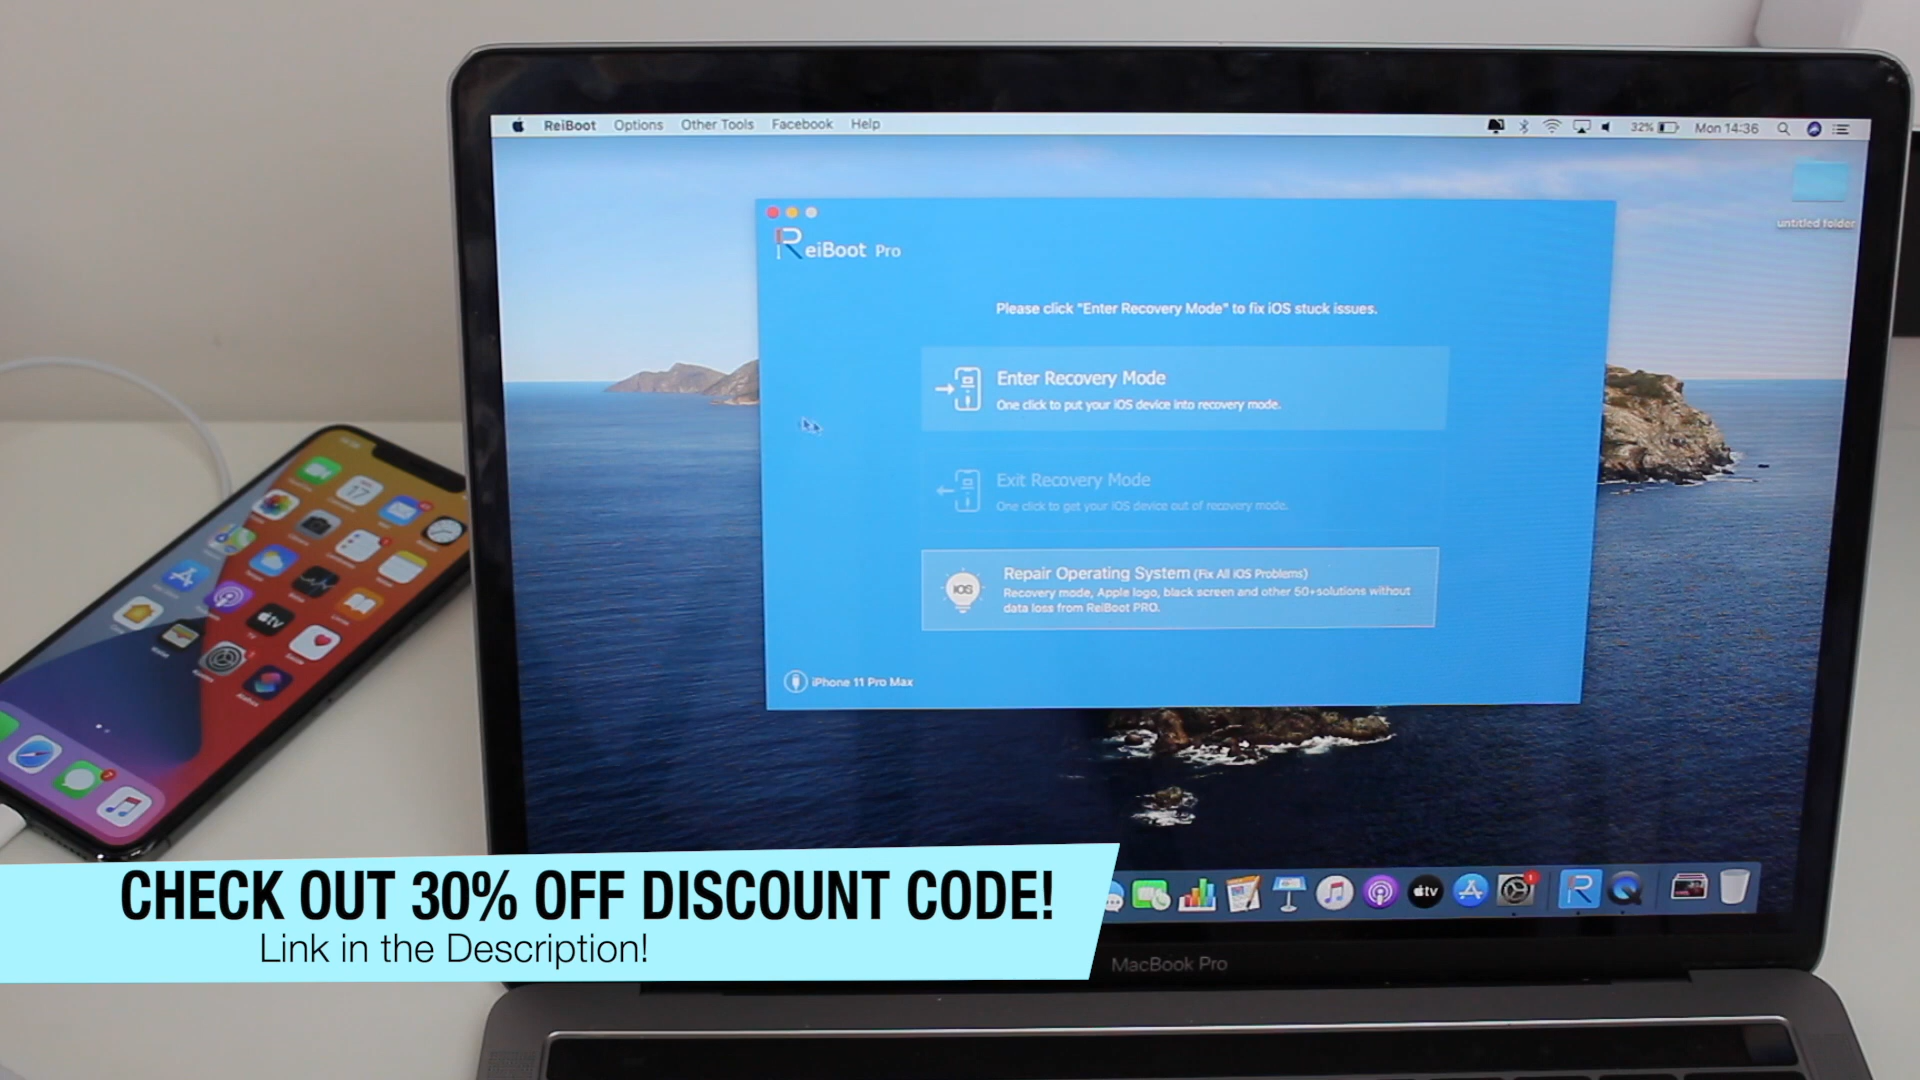 ReiBoot Options Other Tools Facebook Help
32% Mon 14:36
untitled folder
ReiBoot Pro
Please click "Enter Recovery Mode" to fix iOS stuck issues.
Enter Recovery Mode
One click to put your iOS device into recovery mode.
Exit Recovery Mode
One click to get your iOS device out of recovery mode.
iOS
Repair Operating System (Fix All iOS Problems)
Recovery mode, Apple logo, black screen and other 50+solutions without
data loss from ReiBoot PRO.
iPhone 11 Pro Max
17
tv
tv
CHECK OUT 30% OFF DISCOUNT CODE!
Link in the Description!
MacBook Pro